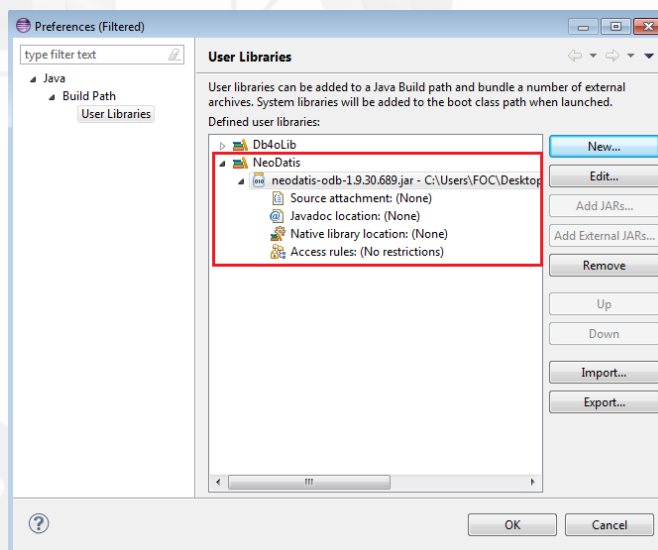 Preferences (Filtered)
type filter text
Java
Build Path
User Libraries
User Libraries
User libraries can be added to a Java Build path and bundle a number of external
archives. System libraries will be added to the boot class path when launched.
Defined user libraries:
Db4oLib
NeoDatis
neodatis-odb-1.9.30.689.jar - C:\Users\FOC\Desktop
Source attachment: (None)
Javadoc location: (None)
Native library location: (None)
Access rules: (No restrictions)
New...
Edit...
Add JARs...
Add External JARs...
Remove
Up
Down
Import...
Export...
OK
Cancel